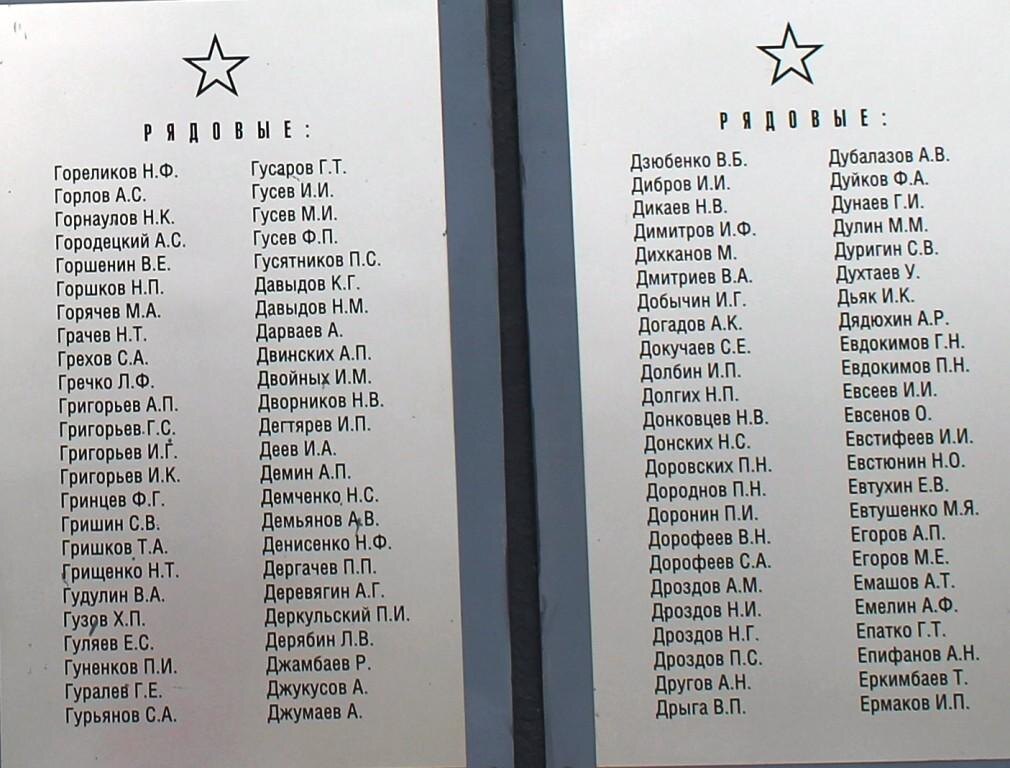 РЯДОВЫЕ:
Гореликов Н.Ф.
Горлов А.С.
Горнаулов Н.К.
Городецкий А.С.
Горшенин В.Е.
Горшков Н.П.
Горячев М.А.
Грачев Н.Т.
Грехов С.А.
Гречко Л.Ф.
Григорьев А.П.
Григорьев Г.С.
Григорьев И.Г.
Григорьев И.К.
Гринцев Ф.Г.
Гришин С.В.
Гришков Т.А.
Грищенко Н.Т.
Гудулин В.А.
Гузов Х.П.
Гуляев Е.С.
Гуненков П.И.
Гуралев Г.Е.
Гурьянов С.А.
Гусаров Г.Т.
Гусев И.И.
Гусев М.И.
Гусев Ф.П.
Гусятников П.С.
Давыдов К.Г.
Давыдов Н.М.
Дарваев А.
Двинских А.П.
Двойных И.М.
Дворников Н.В.
Дегтярев И.П.
Деев И.А.
Демин А.П.
Демченко Н.С.
Демьянов А.В.
Денисенко Н.Ф.
Дергачев П.П.
Деревягин А.Г.
Деркульский П.И.
Дерябин Л.В.
Джамбаев Р.
Джукусов А.
Джумаев А.
РЯДОВЫЕ:
Дзюбенко В.Б.
Дибров И.И.
Дикаев Н.В.
Димитров И.Ф.
Дихканов М.
Дмитриев В.А.
Добычин И.Г.
Догадов А.К.
Докучаев С.Е.
Долбин И.П.
Долгих Н.П.
Донковцев Н.В.
Донских Н.С.
Доровских П.Н.
Дороднов П.Н.
Доронин П.И.
Дорофеев В.Н.
Дорофеев С.А.
Дроздов А.М.
Дроздов Н.И.
Дроздов Н.Г.
Дроздов П.С.
Другов А.Н.
Дрыга В.П.
Дубалазов А.В.
Дуйков Ф.А.
Дунаев Г.И.
Дулин М.М.
Дуригин С.В.
Духтаев У.
Дьяк И.К.
Дядюхин А.Р.
Евдокимов Г.Н.
Евдокимов П.Н.
Евсеев И.И.
Евсенов О.
Евстифеев И.И.
Евстюнин Н.О.
Евтухин Е.В.
Евтушенко М.Я.
Егоров А.П.
Егоров М.Е.
Емашов А.Т.
Емелин А.Ф.
Епатко Г.Т.
Епифанов А.Н.
Еркимбаев Т.
Ермаков И.П.